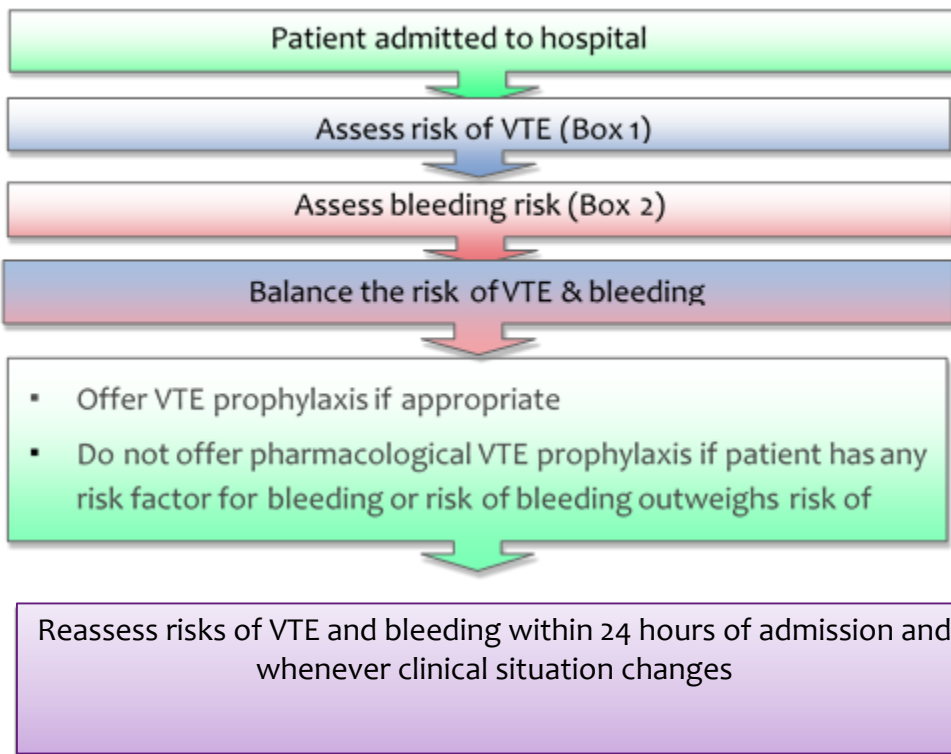 Patient admitted to hospital
Assess risk of VTE (Box 1)
Assess bleeding risk (Box 2)
Balance the risk of VTE & bleeding
▪ Offer VTE prophylaxis if appropriate
▪ Do not offer pharmacological VTE prophylaxis if patient has any
risk factor for bleeding or risk of bleeding outweighs risk of
Reassess risks of VTE and bleeding within 24 hours of admission and
whenever clinical situation changes